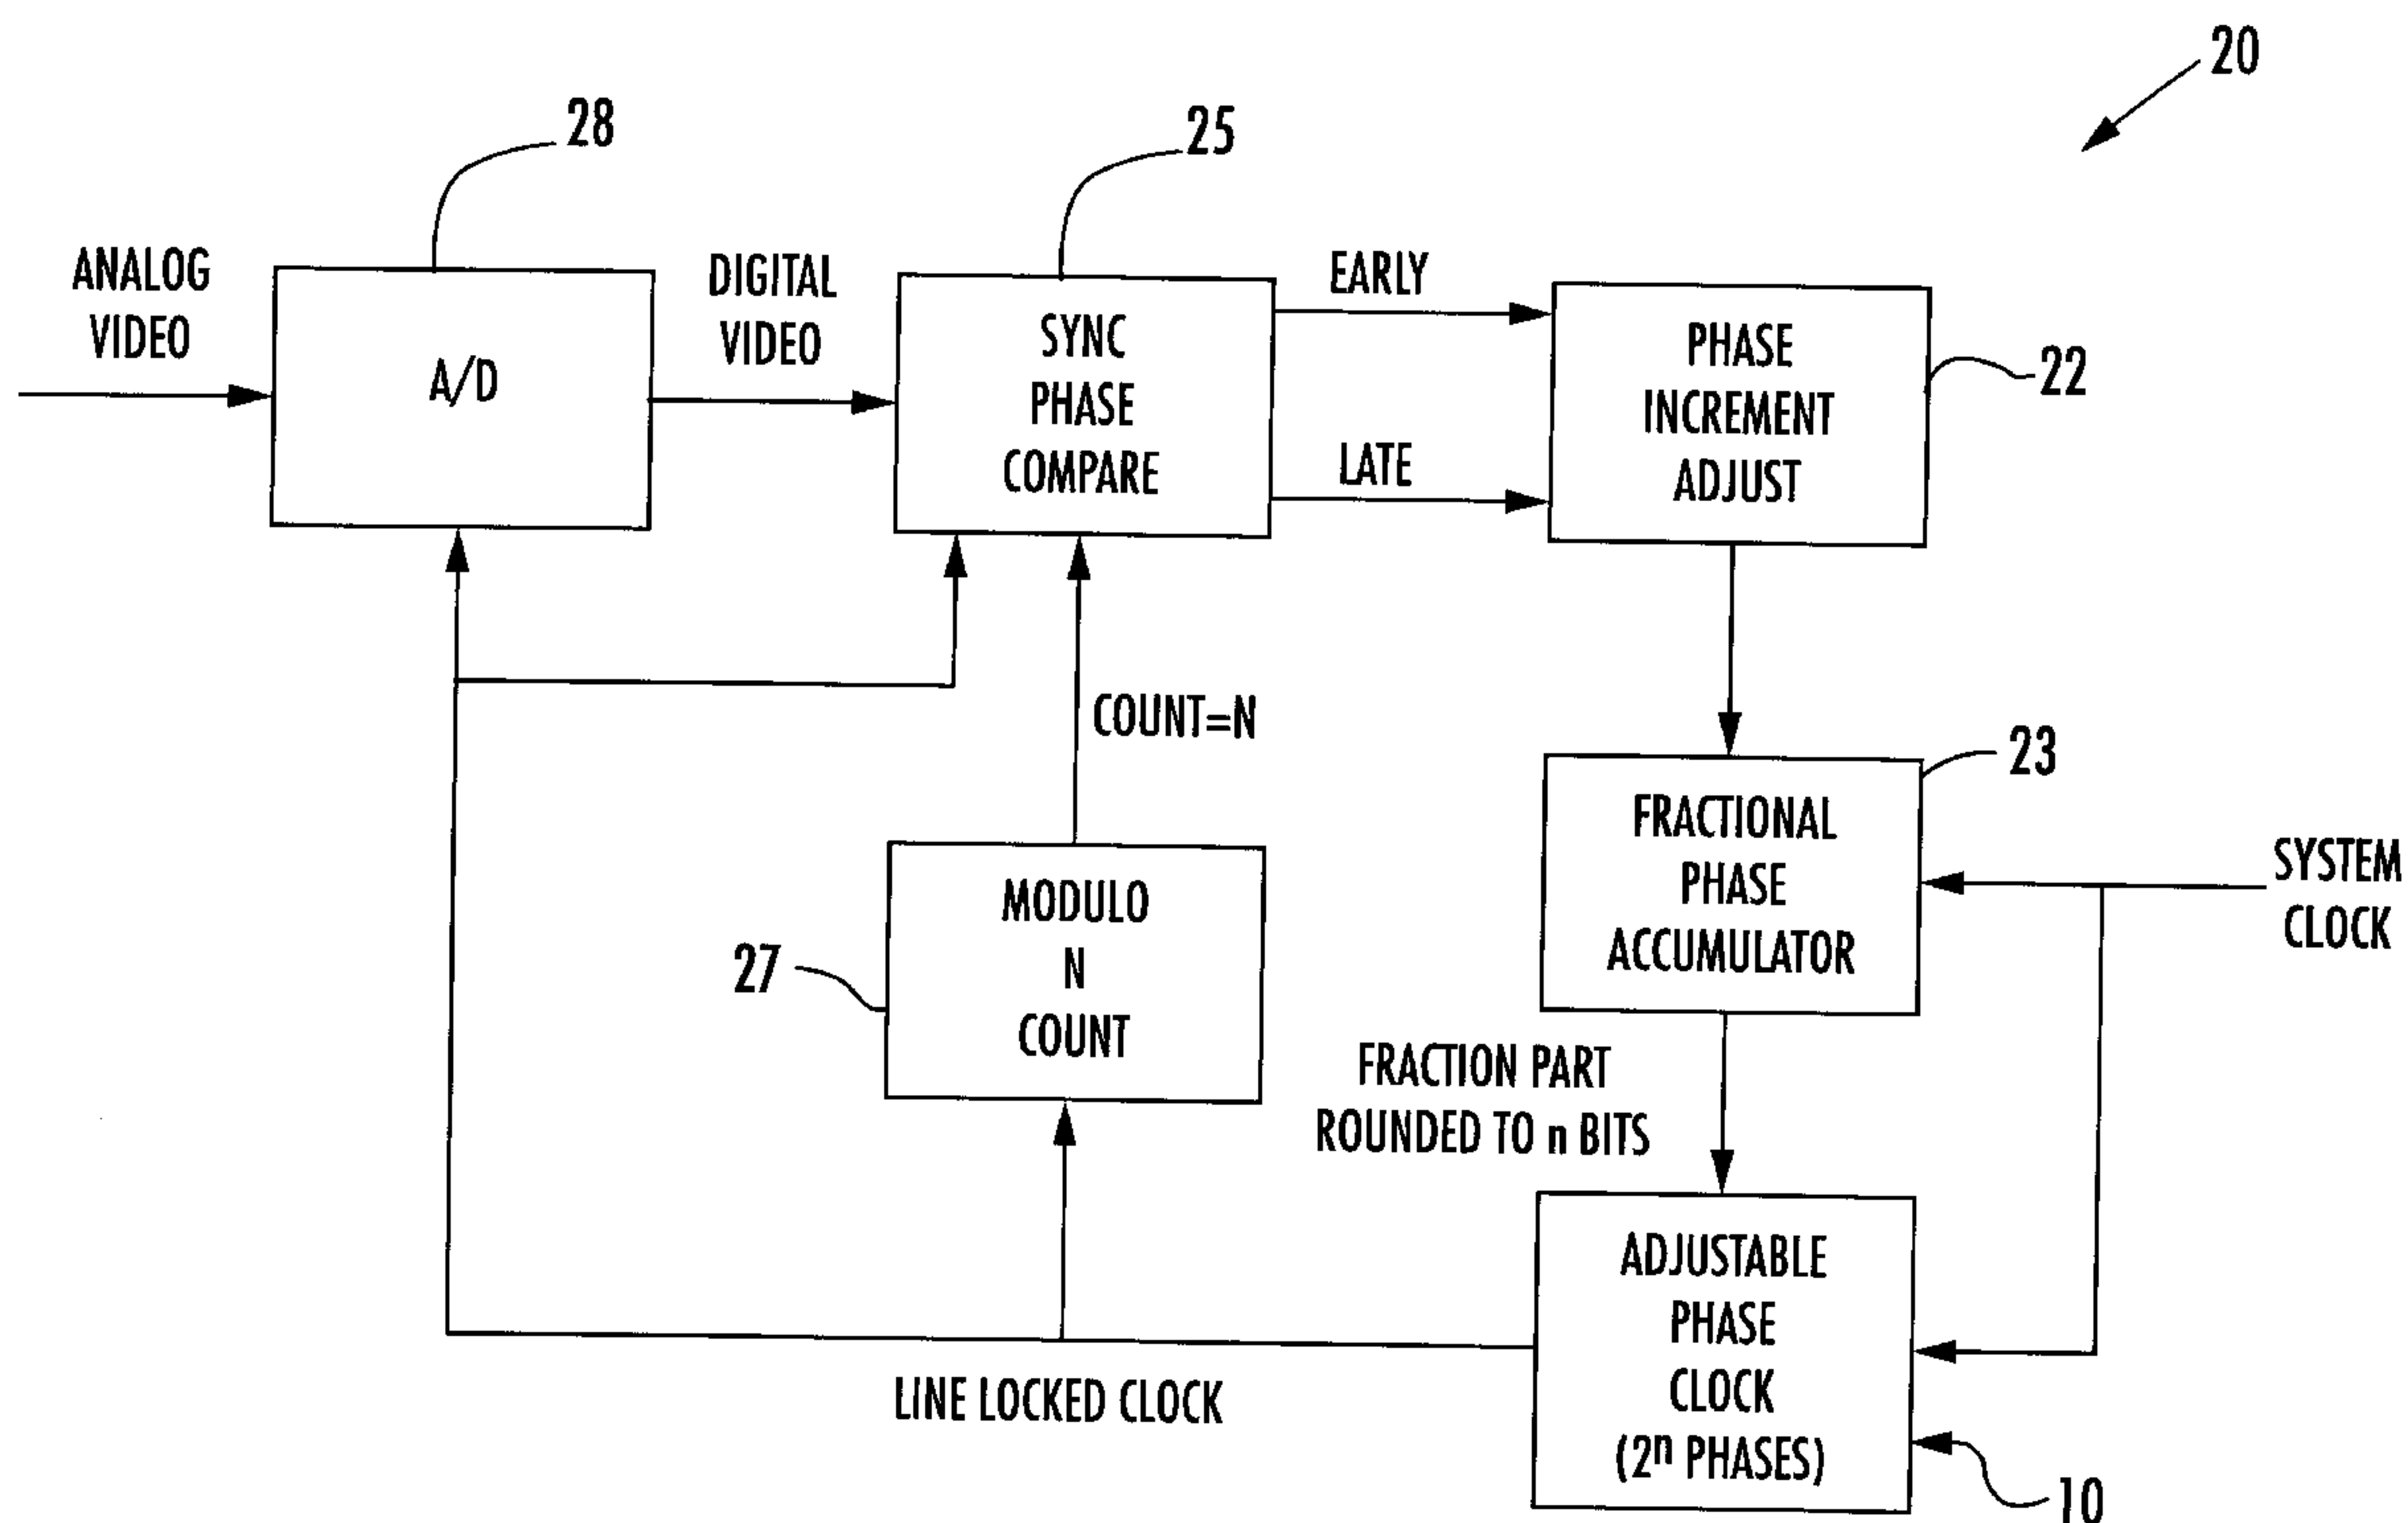 20
28
25
ANALOG
VIDEO
A/D
DIGITAL
VIDEO
SYNC
PHASE
COMPARE
EARLY
LATE
PHASE
INCREMENT
ADJUST
22
COUNT=N
23
FRACTIONAL
PHASE
ACCUMULATOR
SYSTEM
CLOCK
MODULO
N
COUNT
27
FRACTION PART
ROUNDED TO n BITS
ADJUSTABLE
PHASE
CLOCK
(2ⁿ PHASES)
LINE LOCKED CLOCK
10